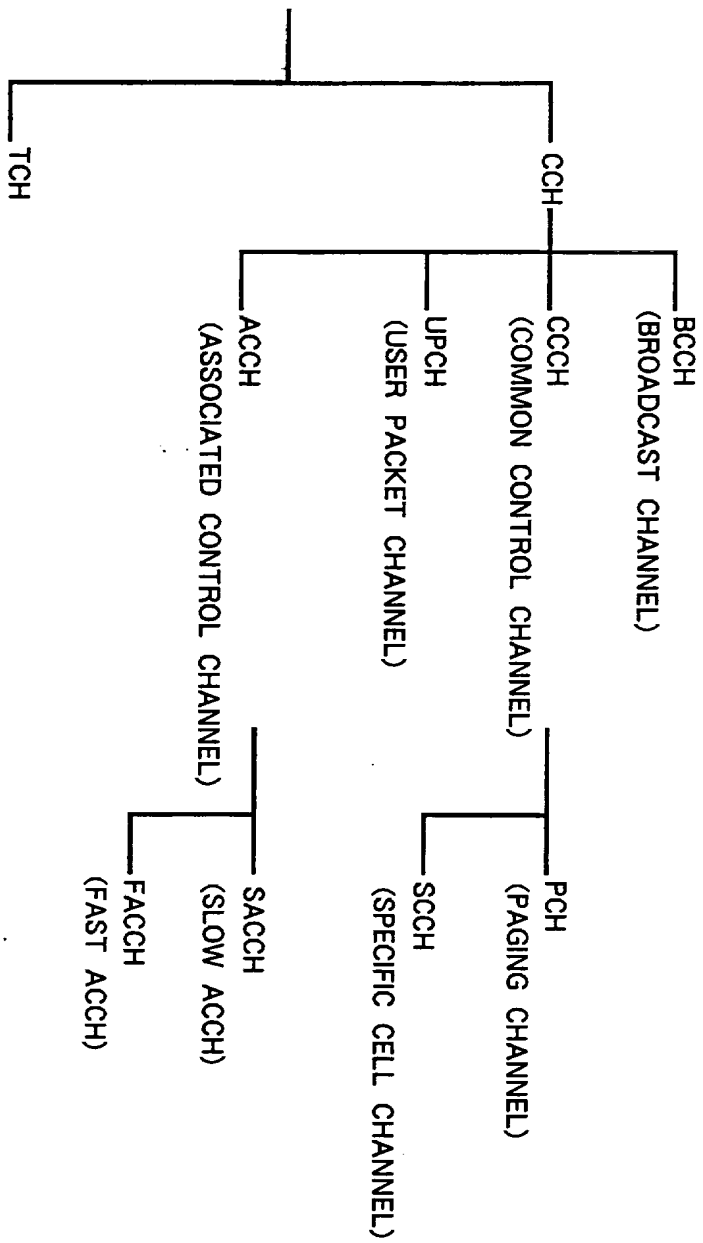 CCH
BCCH
(BROADCAST CHANNEL)
CCCH
(COMMON CONTROL CHANNEL)
PCH
(PAGING CHANNEL)
SCCH
(SPECIFIC CELL CHANNEL)
UPCH
(USER PACKET CHANNEL)
ACCH
(ASSOCIATED CONTROL CHANNEL)
SACCH
(SLOW ACCH)
FACCH
(FAST ACCH)
TCH